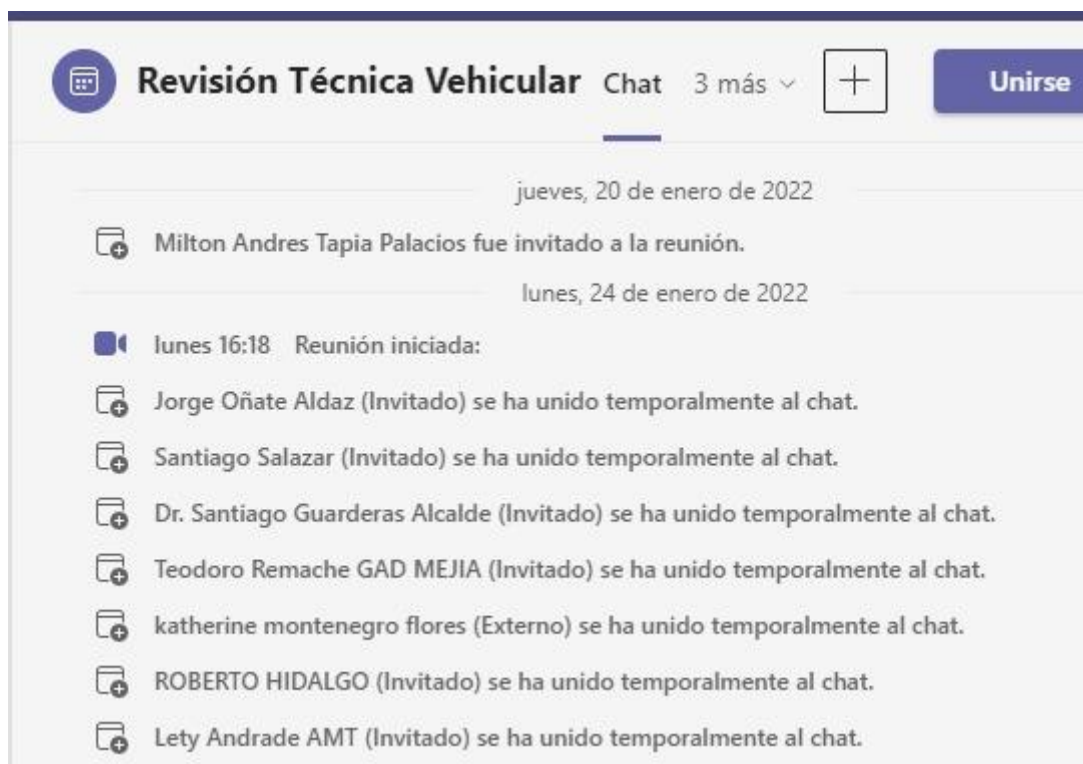 Revisión Técnica Vehicular Chat 3 más Unirse
jueves, 20 de enero de 2022
Milton Andres Tapia Palacios fue invitado a la reunión.
lunes, 24 de enero de 2022
lunes 16:18 Reunión iniciada:
Jorge Oñate Aldaz (Invitado) se ha unido temporalmente al chat.
Santiago Salazar (Invitado) se ha unido temporalmente al chat.
Dr. Santiago Guarderas Alcalde (Invitado) se ha unido temporalmente al chat.
Teodoro Remache GAD MEJIA (Invitado) se ha unido temporalmente al chat.
katherine montenegro flores (Externo) se ha unido temporalmente al chat.
ROBERTO HIDALGO (Invitado) se ha unido temporalmente al chat.
Lety Andrade AMT (Invitado) se ha unido temporalmente al chat.